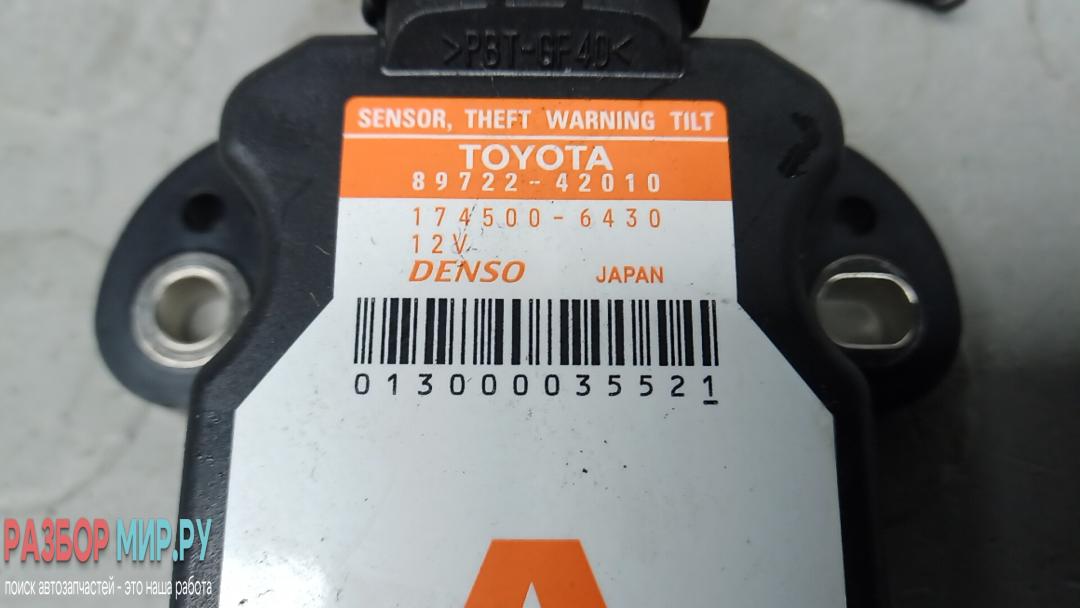 >PBT-GF40<
SENSOR, THEFT WARNING TILT
TOYOTA
89722-42010
174500-6430
12V
DENSO JAPAN
013000035521
A
РАЗБОР МИР.РУ
поиск автозапчастей - это наша работа